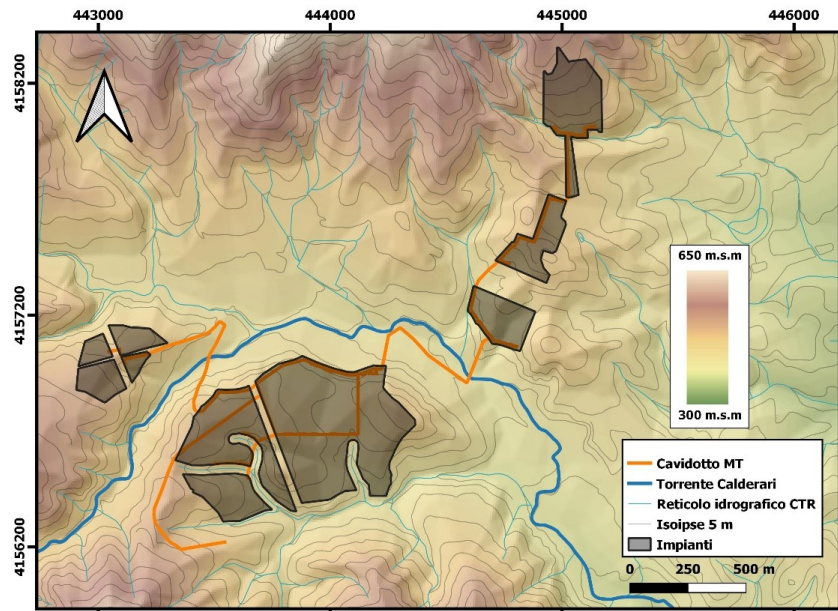 443000 444000 445000 446000
4158200
4157200
4156200
650 m.s.m
300 m.s.m
Cavidotto MT
Torrente Calderari
Reticolo idrografico CTR
Isoipse 5 m
Impianti
0 250 500 m